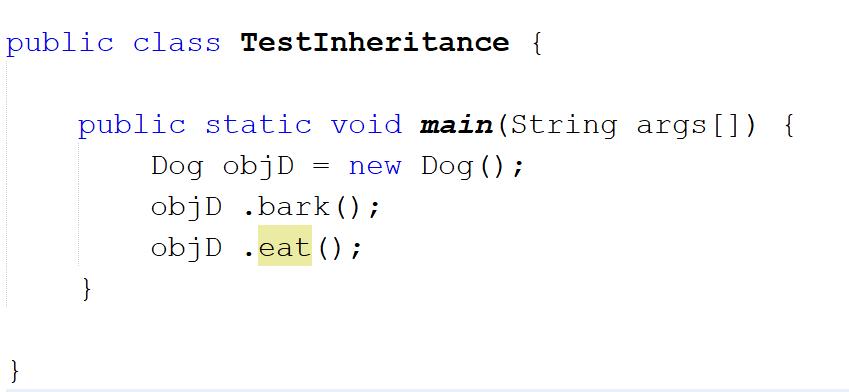 public class TestInheritance {
public static void main(String args[]) {
Dog objD = new Dog();
objD .bark();
objD .eat();
}
}